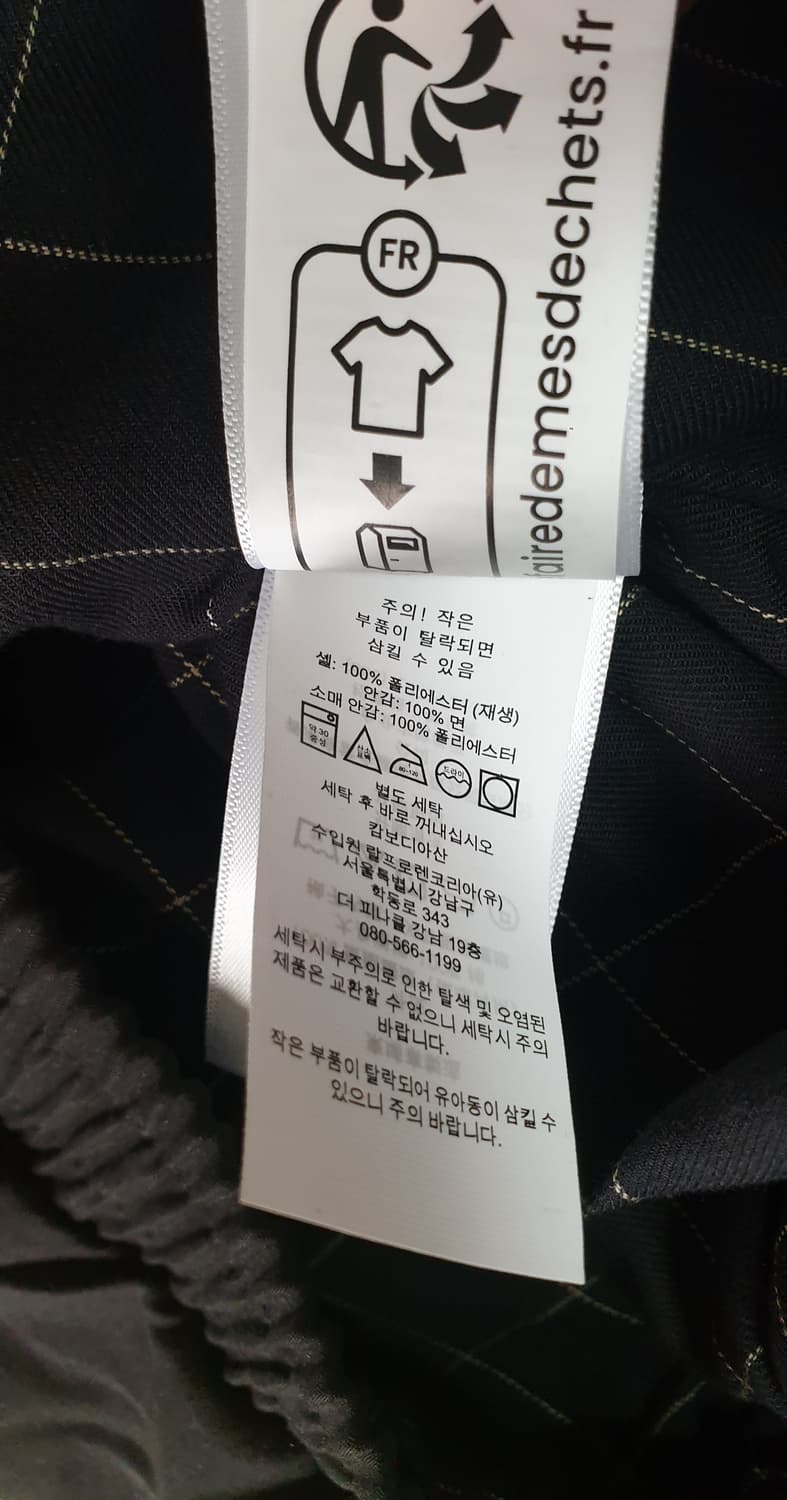 FR
airedemesdechets.fr
주의! 작은
부품이 탈락되면
삼킬 수 있음
셸: 100% 폴리에스터 (재생)
안감: 100% 면
소매 안감: 100% 폴리에스터
약 30
중성
산소
표백
1
80~120
드라이
별도 세탁
세탁 후 바로 꺼내십시오
캄보디아산
수입원 랄프로렌코리아(유)
서울특별시 강남구
학동로 343
더 피나클 강남 19층
080-566-1199
세탁시 부주의로 인한 탈색 및 오염된
제품은 교환할 수 없으니 세탁시 주의
바랍니다.
작은 부품이 탈락되어 유아동이 삼킬 수
있으니 주의 바랍니다.